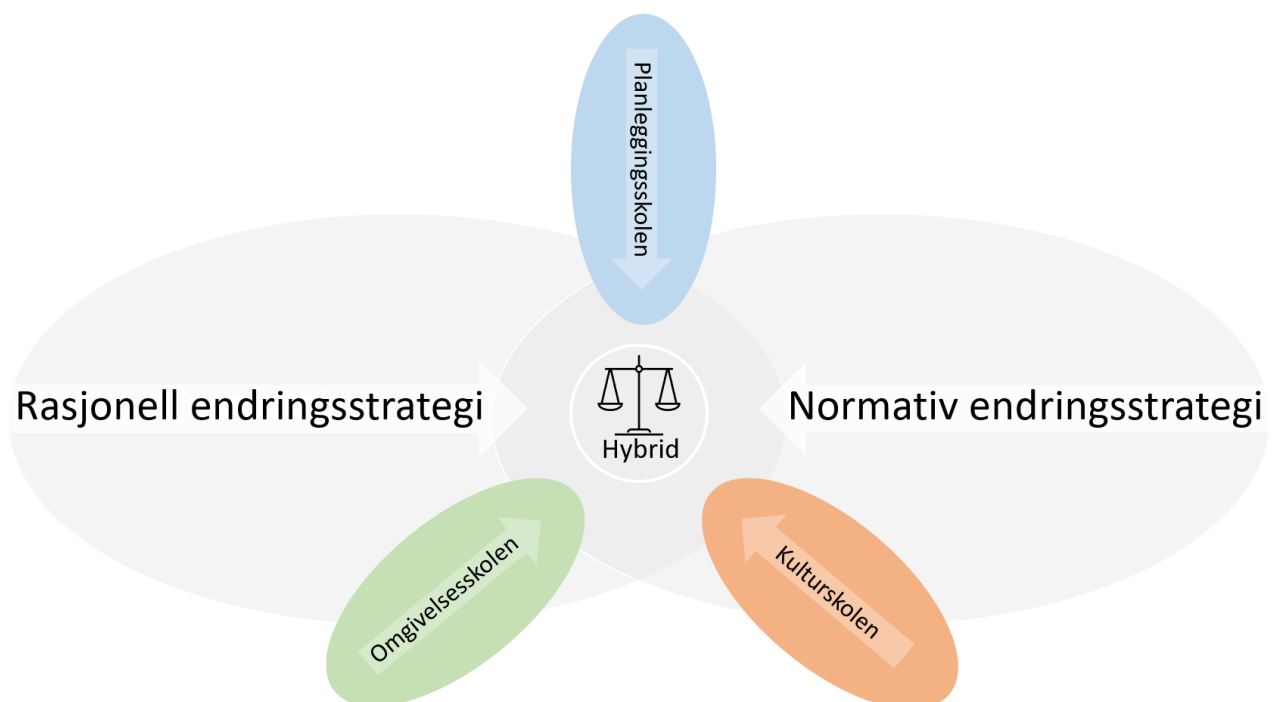 Planleggingsskolen
Rasjonell endringsstrategi
Normativ endringsstrategi
Hybrid
Omgivelsesskolen
Kulturskolen